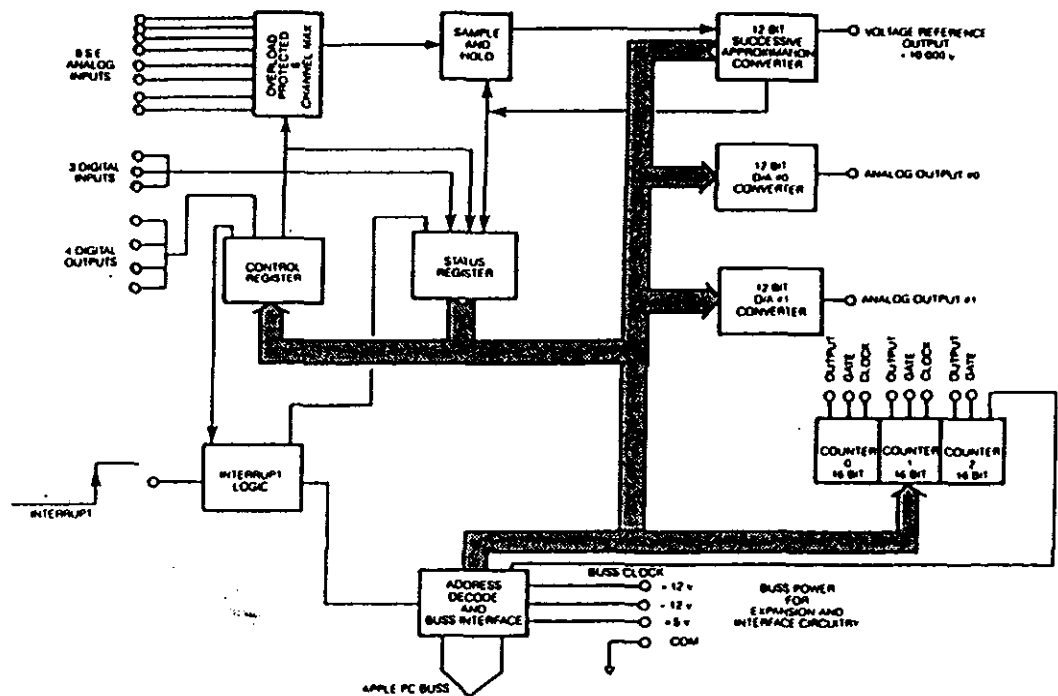 8 S E
ANALOG
INPUTS
OVERLOAD
PROTECTED
8
CHANNEL MAX
SAMPLE
AND
HOLD
12 BIT
SUCCESSIVE
APPROXIMATION
CONVERTER
VOLTAGE REFERENCE
OUTPUT
-10 000 v
3 DIGITAL
INPUTS
12 BIT
D/A #0
CONVERTER
ANALOG OUTPUT #0
4 DIGITAL
OUTPUTS
CONTROL
REGISTER
STATUS
REGISTER
12 BIT
D/A #1
CONVERTER
ANALOG OUTPUT #1
OUTPUT
GATE
CLOCK
OUTPUT
GATE
CLOCK
OUTPUT
GATE
COUNTER
0
16 BIT
COUNTER
1
16 BIT
COUNTER
2
16 BIT
INTERRUPT
LOGIC
INTERRUPT
ADDRESS
DECODE
AND
BUSS INTERFACE
BUSS CLOCK
- 12 v
- 12 v
+ 5 v
COM
BUSS POWER
FOR
EXPANSION AND
INTERFACE CIRCUITRY
APPLE PC BUSS